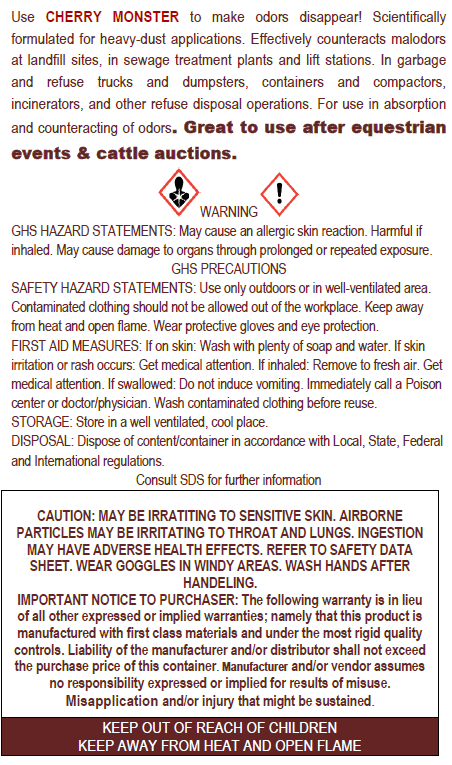 Use CHERRY MONSTER to make odors disappear! Scientifically
formulated for heavy-dust applications. Effectively counteracts malodors
at landfill sites, in sewage treatment plants and lift stations. In garbage
and refuse trucks and dumpsters, containers and compactors,
incinerators, and other refuse disposal operations. For use in absorption
and counteracting of odors. Great to use after equestrian
events & cattle auctions.
WARNING
GHS HAZARD STATEMENTS: May cause an allergic skin reaction. Harmful if
inhaled. May cause damage to organs through prolonged or repeated exposure.
GHS PRECAUTIONS
SAFETY HAZARD STATEMENTS: Use only outdoors or in well-ventilated area.
Contaminated clothing should not be allowed out of the workplace. Keep away
from heat and open flame. Wear protective gloves and eye protection.
FIRST AID MEASURES: If on skin: Wash with plenty of soap and water. If skin
irritation or rash occurs: Get medical attention. If inhaled: Remove to fresh air. Get
medical attention. If swallowed: Do not induce vomiting. Immediately call a Poison
center or doctor/physician. Wash contaminated clothing before reuse.
STORAGE: Store in a well ventilated, cool place.
DISPOSAL: Dispose of content/container in accordance with Local, State, Federal
and International regulations.
Consult SDS for further information
CAUTION: MAY BE IRRATITING TO SENSITIVE SKIN. AIRBORNE
PARTICLES MAY BE IRRITATING TO THROAT AND LUNGS. INGESTION
MAY HAVE ADVERSE HEALTH EFFECTS. REFER TO SAFETY DATA
SHEET. WEAR GOGGLES IN WINDY AREAS. WASH HANDS AFTER
HANDELING.
IMPORTANT NOTICE TO PURCHASER: The following warranty is in lieu
of all other expressed or implied warranties; namely that this product is
manufactured with first class materials and under the most rigid quality
controls. Liability of the manufacturer and/or distributor shall not exceed
the purchase price of this container. Manufacturer and/or vendor assumes
no responsibility expressed or implied for results of misuse.
Misapplication and/or injury that might be sustained.
KEEP OUT OF REACH OF CHILDREN
KEEP AWAY FROM HEAT AND OPEN FLAME